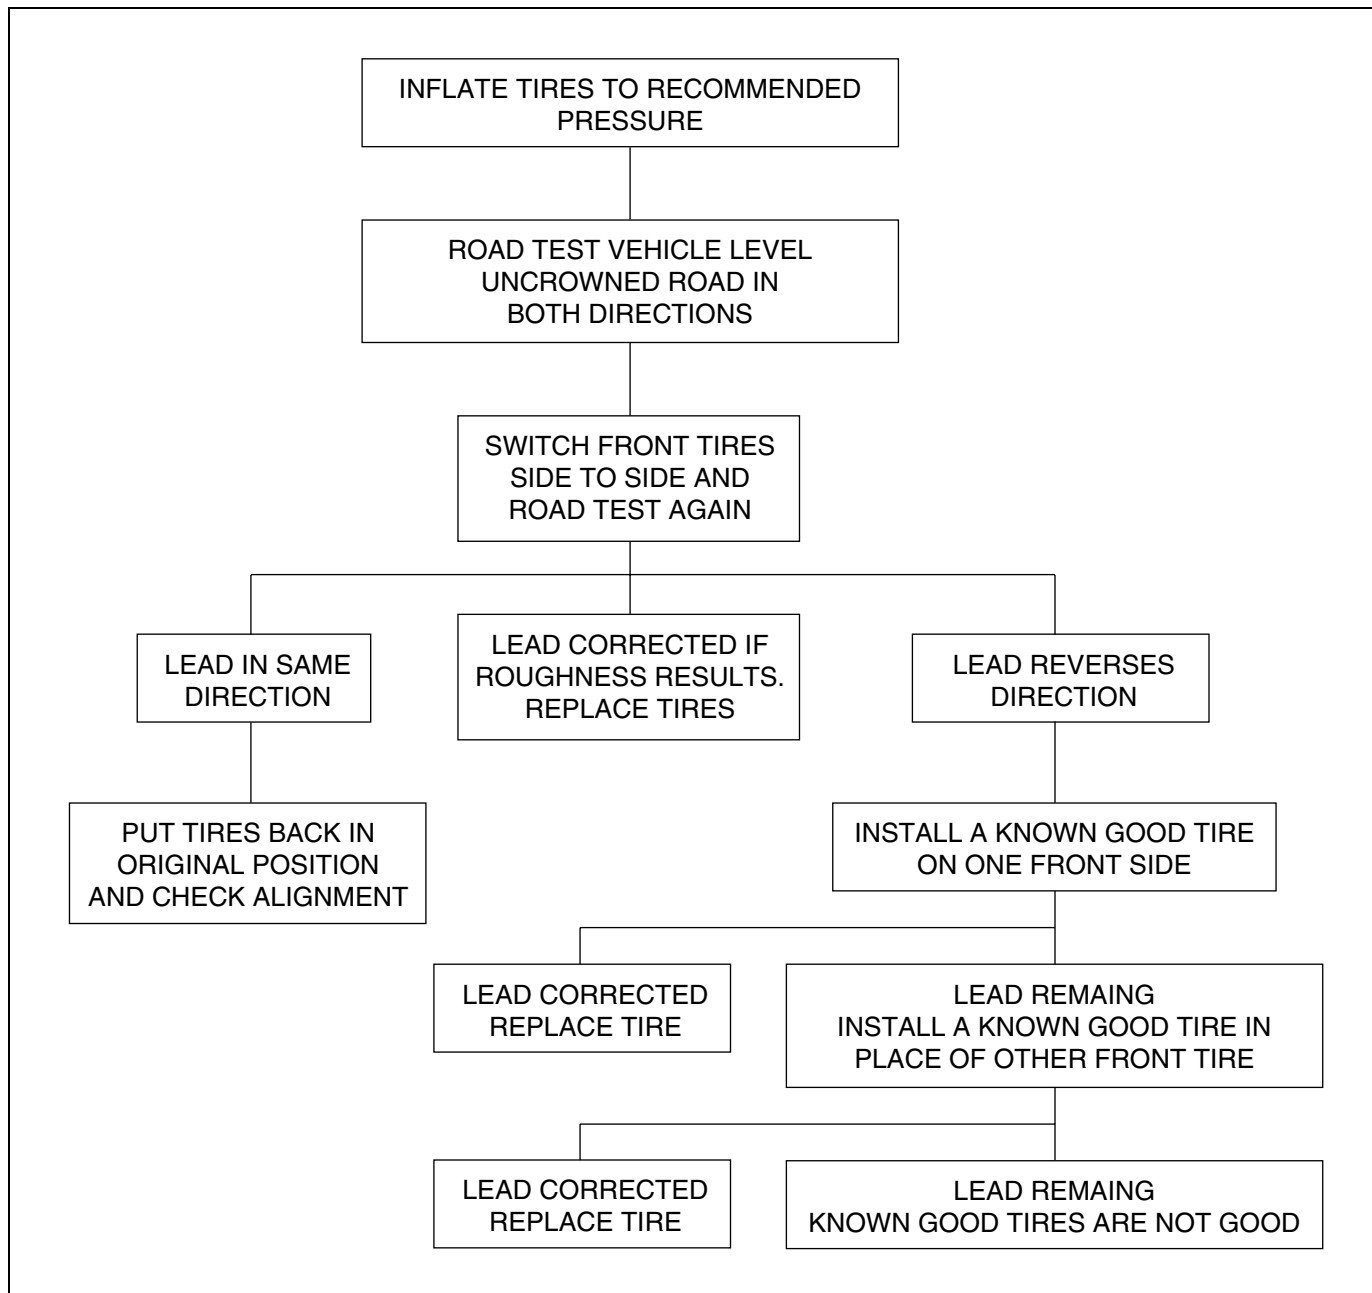 INFLATE TIRES TO RECOMMENDED
PRESSURE
ROAD TEST VEHICLE LEVEL
UNCROWNED ROAD IN
BOTH DIRECTIONS
SWITCH FRONT TIRES
SIDE TO SIDE AND
ROAD TEST AGAIN
LEAD IN SAME
DIRECTION
LEAD CORRECTED IF
ROUGHNESS RESULTS.
REPLACE TIRES
LEAD REVERSES
DIRECTION
PUT TIRES BACK IN
ORIGINAL POSITION
AND CHECK ALIGNMENT
INSTALL A KNOWN GOOD TIRE
ON ONE FRONT SIDE
LEAD CORRECTED
REPLACE TIRE
LEAD REMAING
INSTALL A KNOWN GOOD TIRE IN
PLACE OF OTHER FRONT TIRE
LEAD CORRECTED
REPLACE TIRE
LEAD REMAING
KNOWN GOOD TIRES ARE NOT GOOD